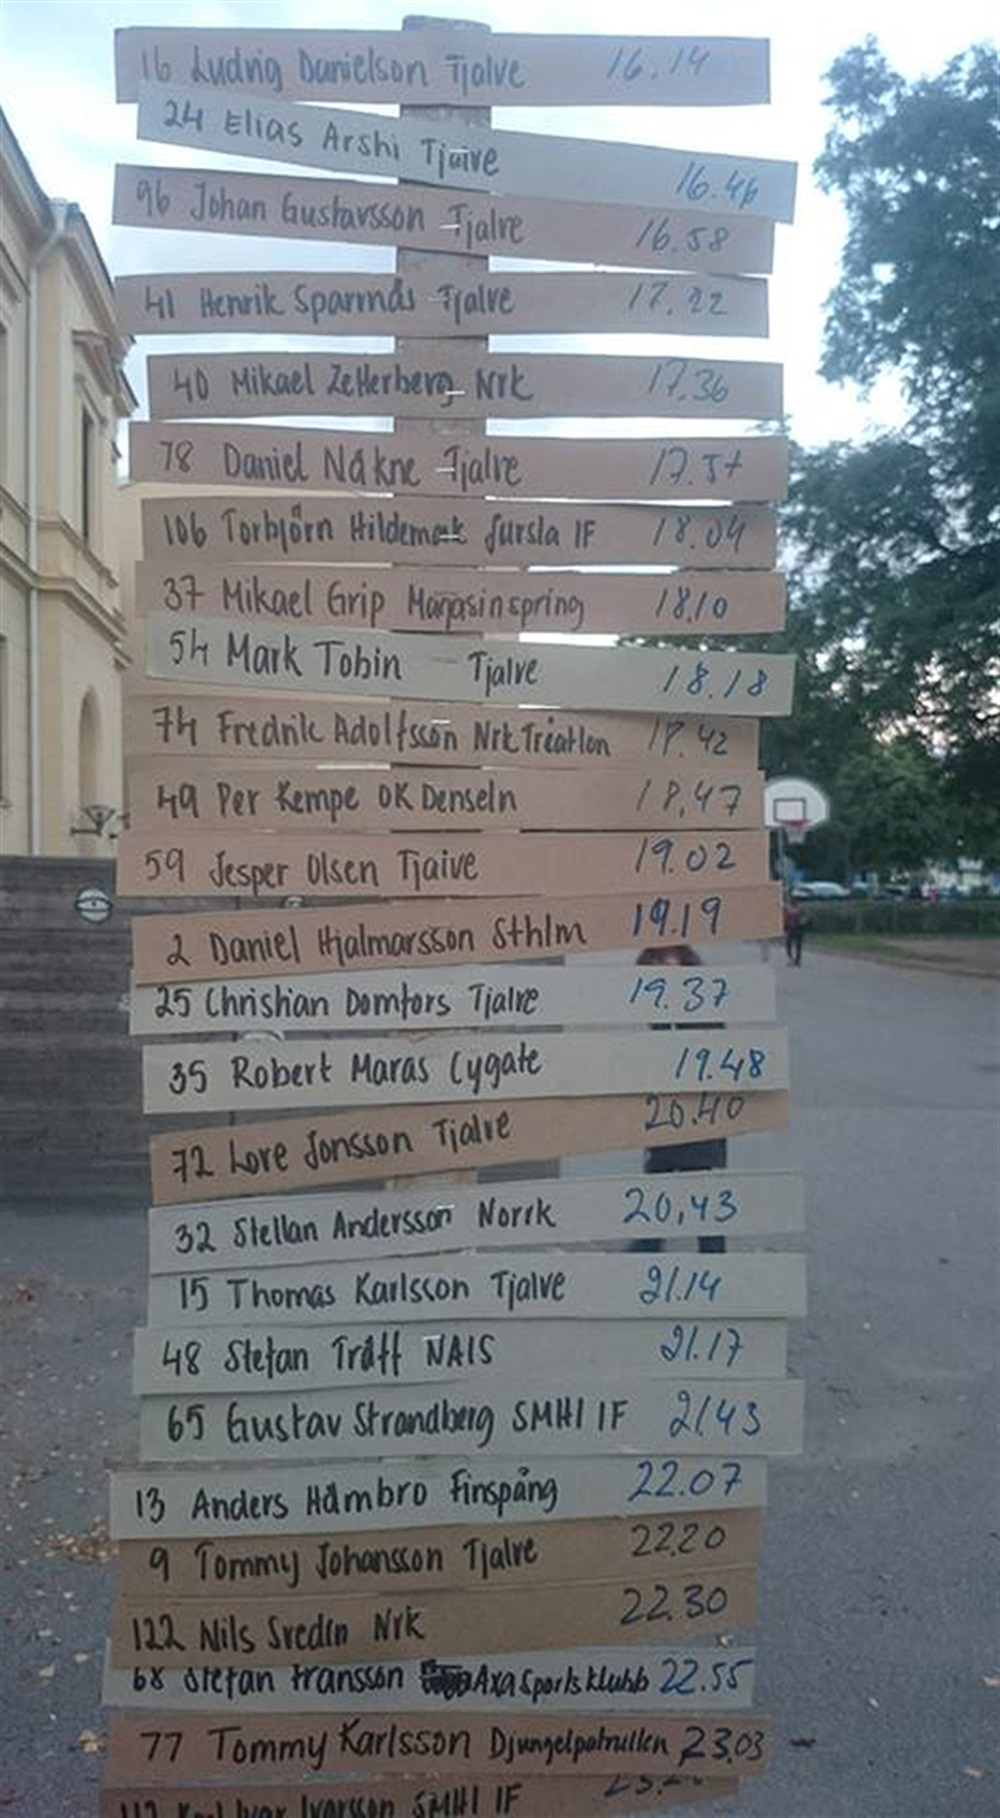 16 Ludvig Danielson Tjalve 16.14
24 Elias Arshi Tjalve 16.44
96 Johan Gustavsson Tjalve 16.58
41 Henrik Sparrnås Tjalve 17.22
40 Mikael Zetterberg Nrk 17.36
78 Daniel Nåkne Tjalve 17.57
106 Torbjörn Hildemark Jursla IF 18.04
37 Mikael Grip Magasinspring 18.10
54 Mark Tobin Tjalve 18.18
74 Fredrik Adolfsson Nrk Triatlon 18.42
49 Per Kempe OK Denseln 18.47
59 Jesper Olsen Tjalve 19.02
2 Daniel Hjalmarsson Sthlm 19.19
25 Christian Domfors Tjalve 19.37
35 Robert Maras Cygate 19.48
72 Love Jonsson Tjalve 20.40
32 Stellan Andersson Norrk 20.43
15 Thomas Karlsson Tjalve 21.14
48 Stefan Träff NAIS 21.17
65 Gustav Strandberg SMHI IF 21.43
13 Anders Hambro Finspång 22.07
9 Tommy Johansson Tjalve 22.20
122 Nils Svedin Nrk 22.30
68 Stefan Fransson Axa Sportsklubb 22.55
77 Tommy Karlsson Djungelpatrullen 23.03
Ivar Ivarsson SMHI IF